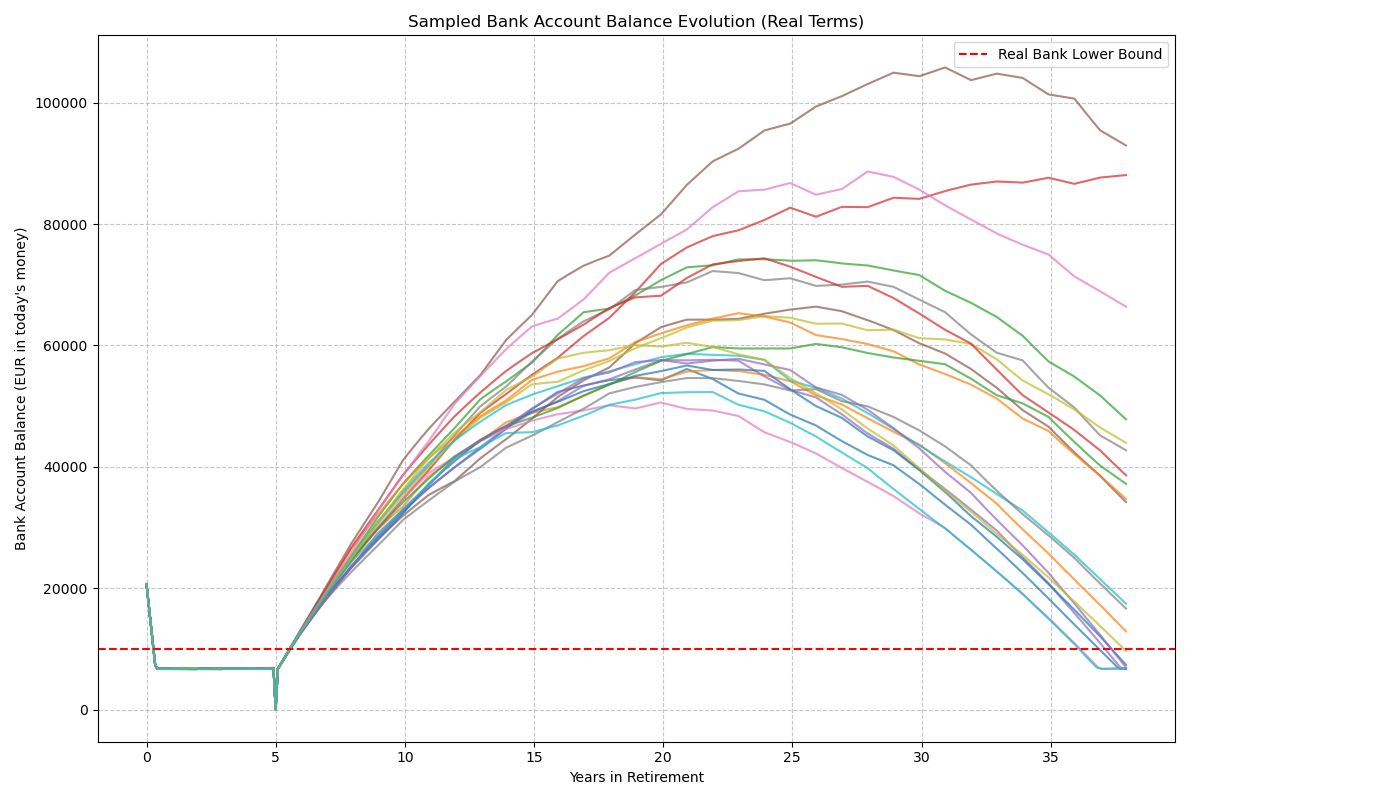 Sampled Bank Account Balance Evolution (Real Terms)
Real Bank Lower Bound
Bank Account Balance (EUR in today's money)
100000
80000
60000
40000
20000
0
0 5 10 15 20 25 30 35
Years in Retirement